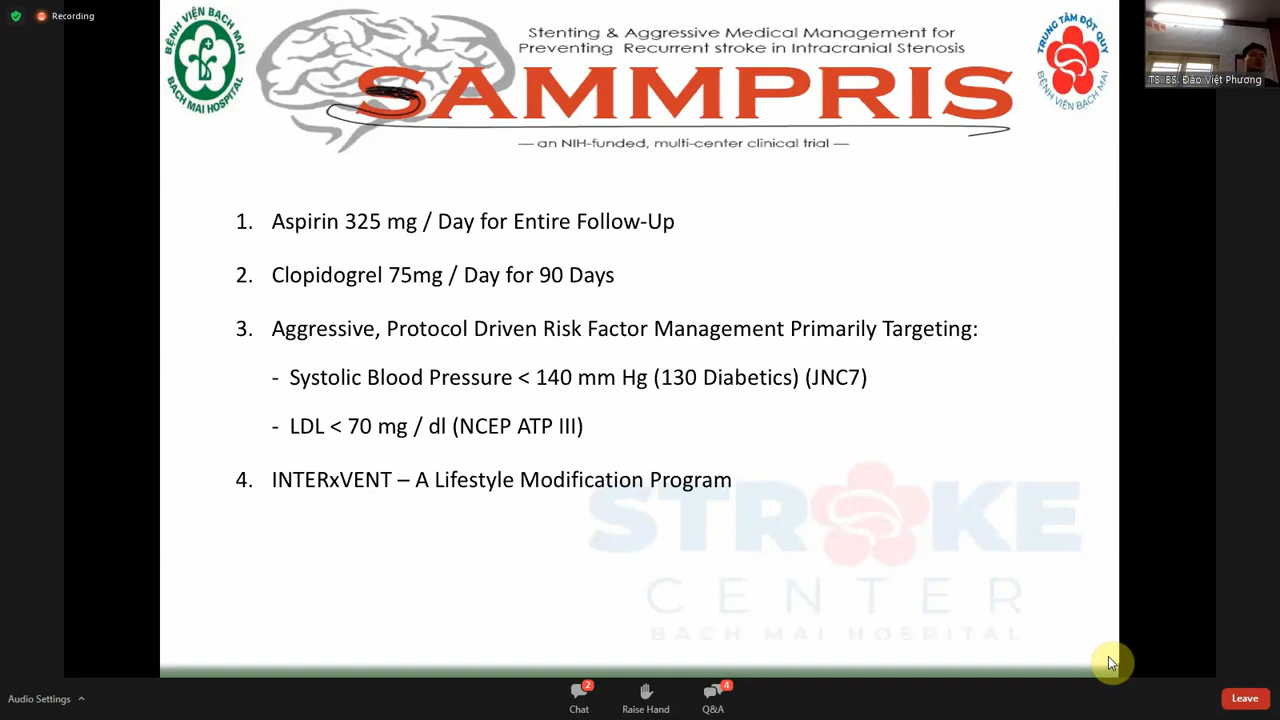 Recording
BỆNH VIỆN BẠCH MAI
BACH MAI HOSPITAL
Stenting & Aggressive Medical Management for
Preventing Recurrent stroke in Intracranial Stenosis
SAMMPRIS
— an NIH-funded, multi-center clinical trial —
TRUNG TÂM ĐỘT QUỴ
BỆNH VIỆN BẠCH MAI
TS. BS. Đào Việt Phương
1. Aspirin 325 mg / Day for Entire Follow-Up
2. Clopidogrel 75mg / Day for 90 Days
3. Aggressive, Protocol Driven Risk Factor Management Primarily Targeting:
- Systolic Blood Pressure < 140 mm Hg (130 Diabetics) (JNC7)
- LDL < 70 mg / dl (NCEP ATP III)
4. INTERxVENT – A Lifestyle Modification Program
STROKE
CENTER
BACH MAI HOSPITAL
Audio Settings
2
Chat
Raise Hand
4
Q&A
Leave